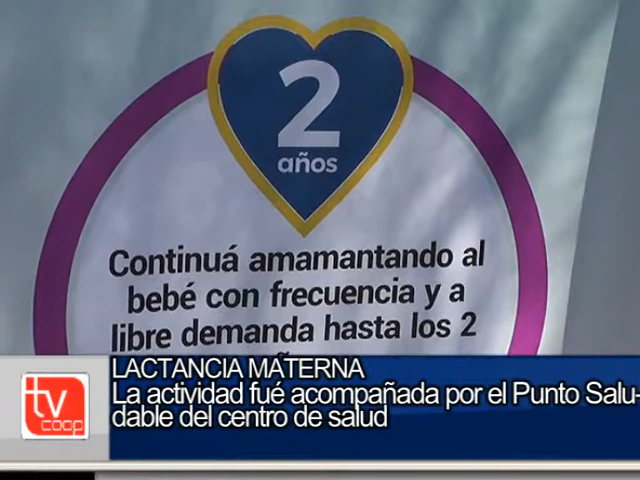 2
años
Continuá amamantando al
bebé con frecuencia y a
libre demanda hasta los 2
LACTANCIA MATERNA
La actividad fué acompañada por el Punto Salu-
dable del centro de salud
tv
coop